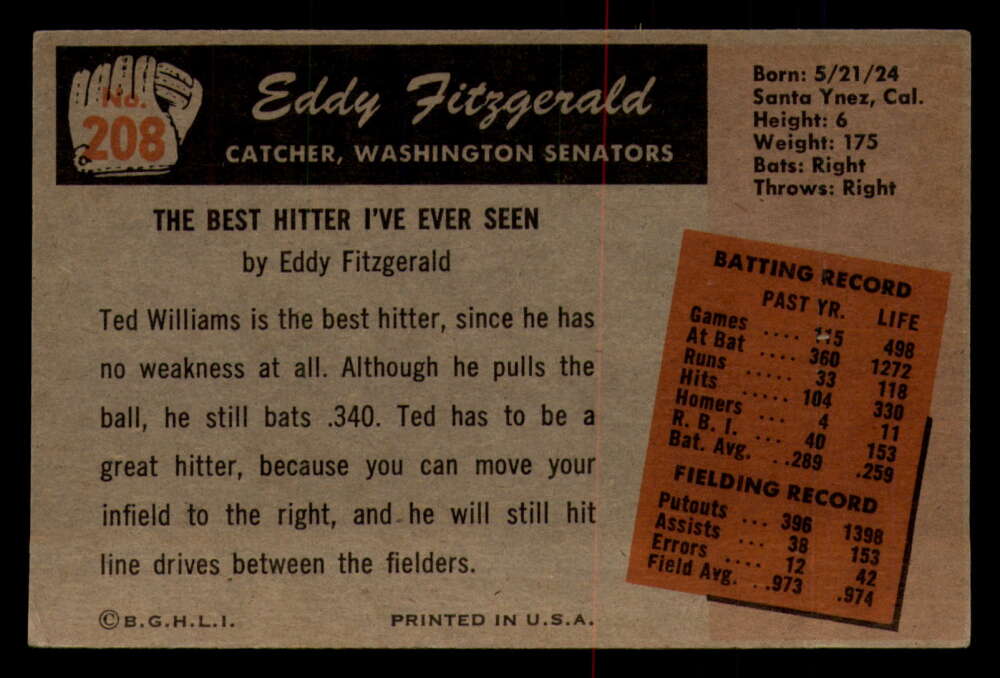 No.
208
Eddy Fitzgerald
CATCHER, WASHINGTON SENATORS
Born: 5/21/24
Santa Ynez, Cal.
Height: 6
Weight: 175
Bats: Right
Throws: Right
THE BEST HITTER I'VE EVER SEEN
by Eddy Fitzgerald
Ted Williams is the best hitter, since he has
no weakness at all. Although he pulls the
ball, he still bats .340. Ted has to be a
great hitter, because you can move your
infield to the right, and he will still hit
line drives between the fielders.
BATTING RECORD
PAST YR. LIFE
Games .... 115 498
At Bat .... 360 1272
Runs ..... 33 118
Hits ..... 104 330
Homers ... 4 11
R. B. I. ... 40 153
Bat. Avg. . .289 .259
FIELDING RECORD
Putouts ... 396 1398
Assists ... 38 153
Errors .... 12 42
Field Avg. . .973 .974
©B.G.H.L.I. PRINTED IN U.S.A.